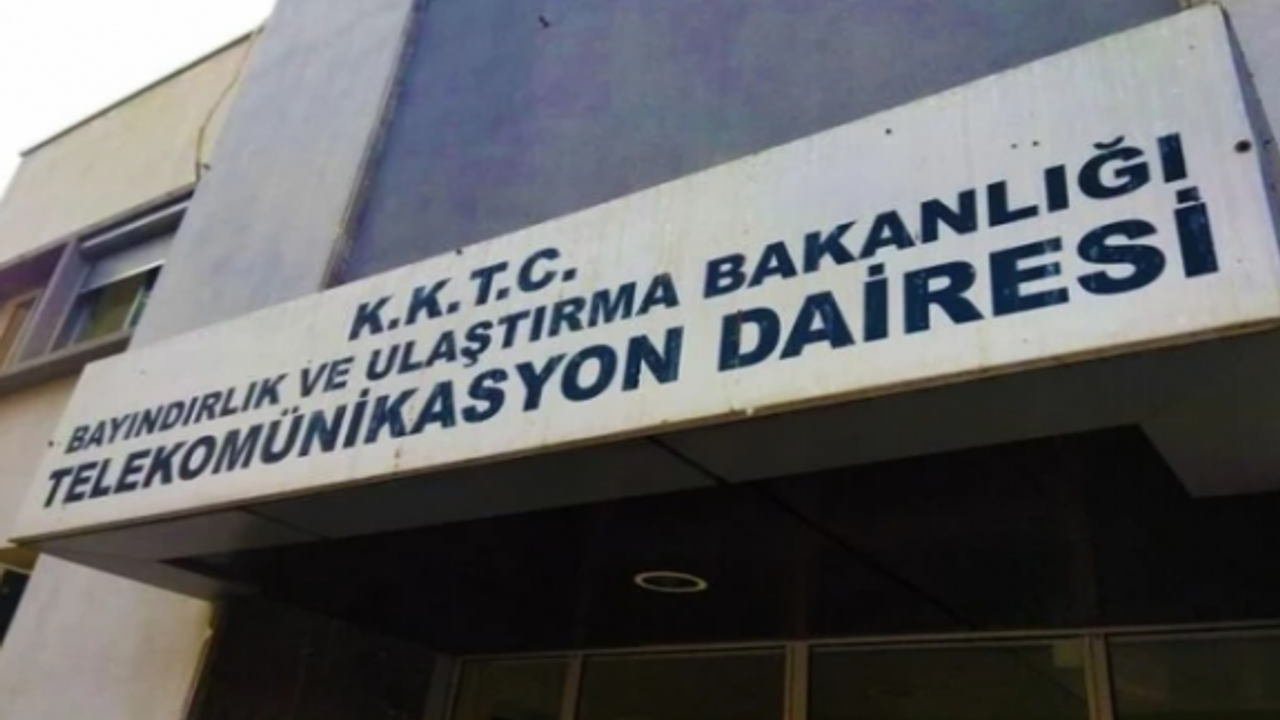 K.K.T.C.
BAYINDIRLIK VE ULAŞTIRMA BAKANLIĞI
TELEKOMÜNİKASYON DAİRESİ